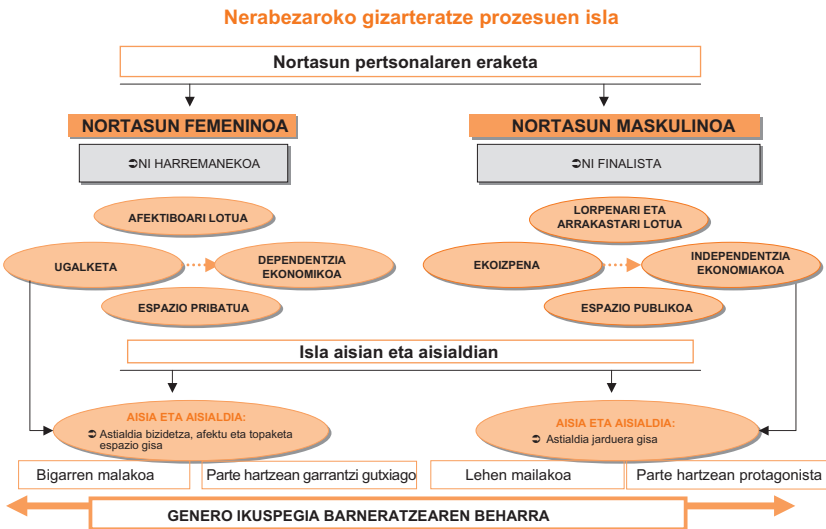 Nerabezaroko gizarteratze prozesuen isla
Nortasun pertsonalaren eraketa
NORTASUN FEMENINOA
NORTASUN MASKULINOA
➲NI HARREMANEKOA
➲NI FINALISTA
AFEKTIBOARI LOTUA
UGALKETA
DEPENDENTZIA
EKONOMIKOA
ESPAZIO PRIBATUA
LORPENARI ETA
ARRAKASTARI LOTUA
EKOIZPENA
INDEPENDENTZIA
EKONOMIAKOA
ESPAZIO PUBLIKOA
Isla aisian eta aisialdian
AISIA ETA AISIALDIA:
➲ Astialdia bizidetza, afektu eta topaketa
espazio gisa
AISIA ETA AISIALDIA:
➲ Astialdia jarduera gisa
Bigarren malakoa
Parte hartzean garrantzi gutxiago
Lehen mailakoa
Parte hartzean protagonista
GENERO IKUSPEGIA BARNERATZEAREN BEHARRA